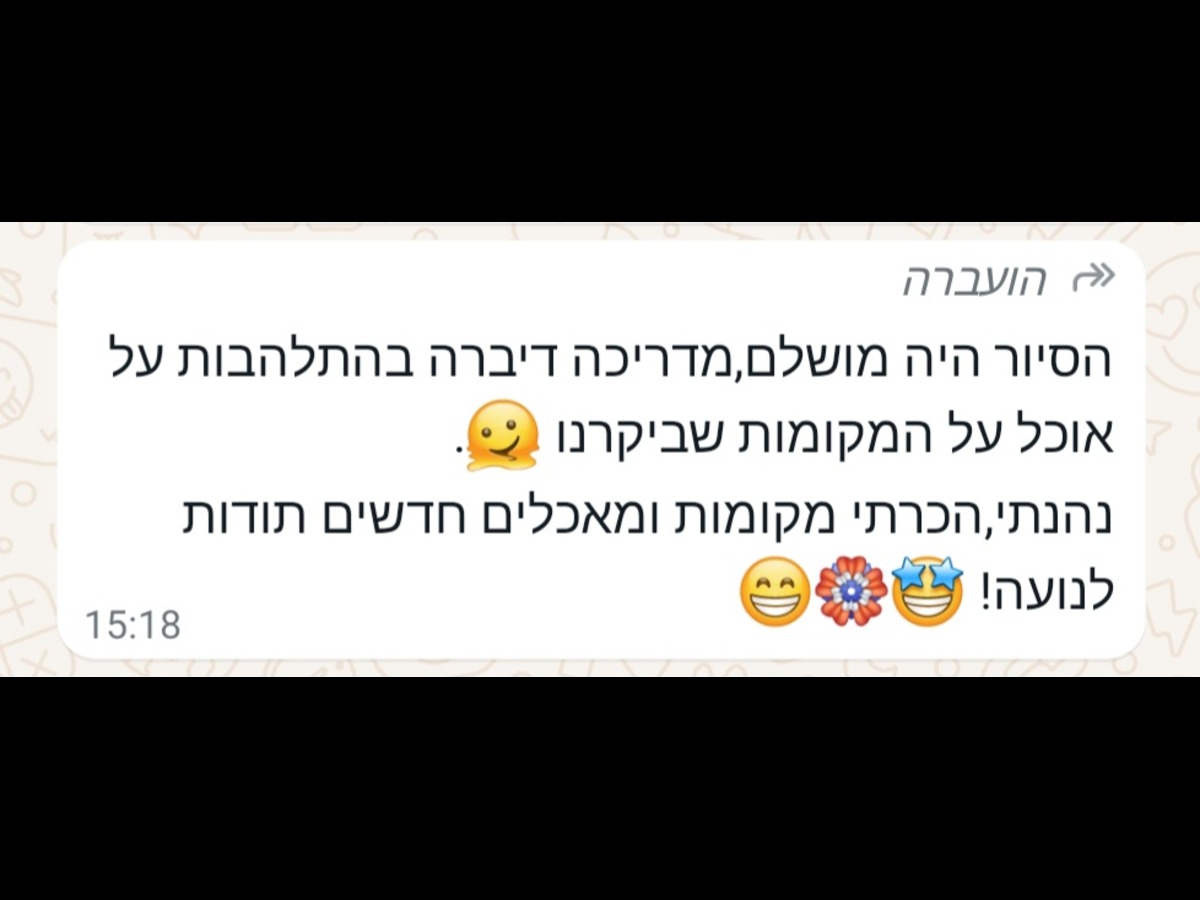 הועברה
הסיור היה מושלם,מדריכה דיברה בהתלהבות על
אוכל על המקומות שביקרנו 🫠.
נהנתי,הכרתי מקומות ומאכלים חדשים תודות
לנועה! 🤩🏵️😁
15:18